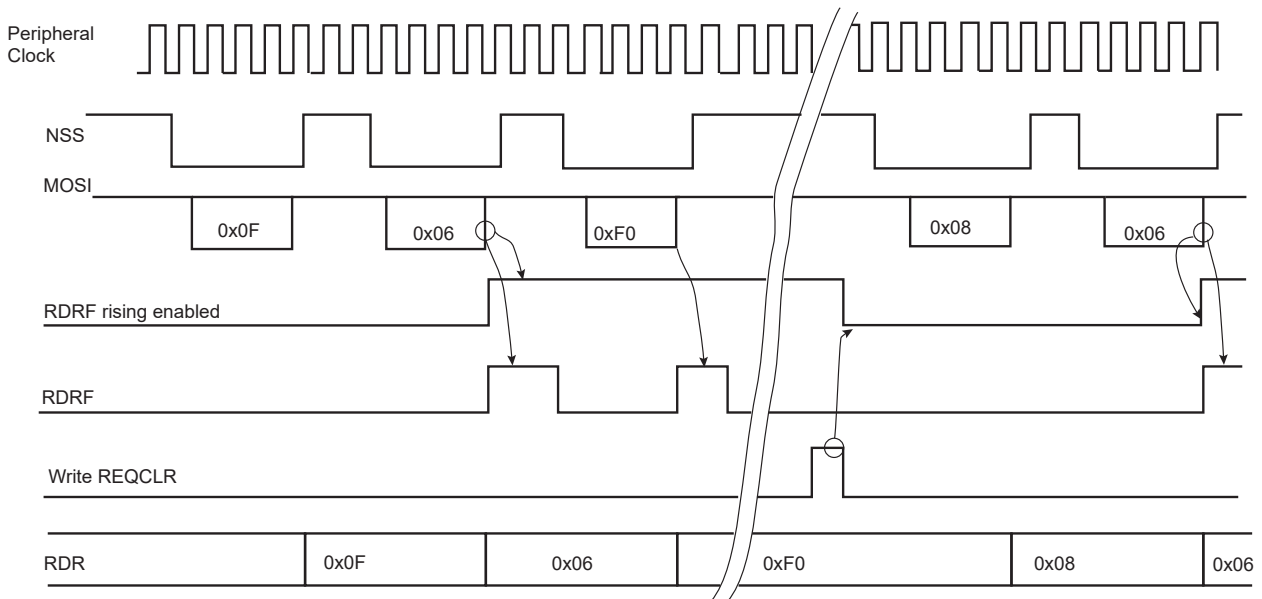 Peripheral
Clock
NSS
MOSI
0x0F
0x06
0xF0
0x08
0x06
RDRF rising enabled
RDRF
Write REQCLR
RDR
0x0F
0x06
0xF0
0x08
0x06